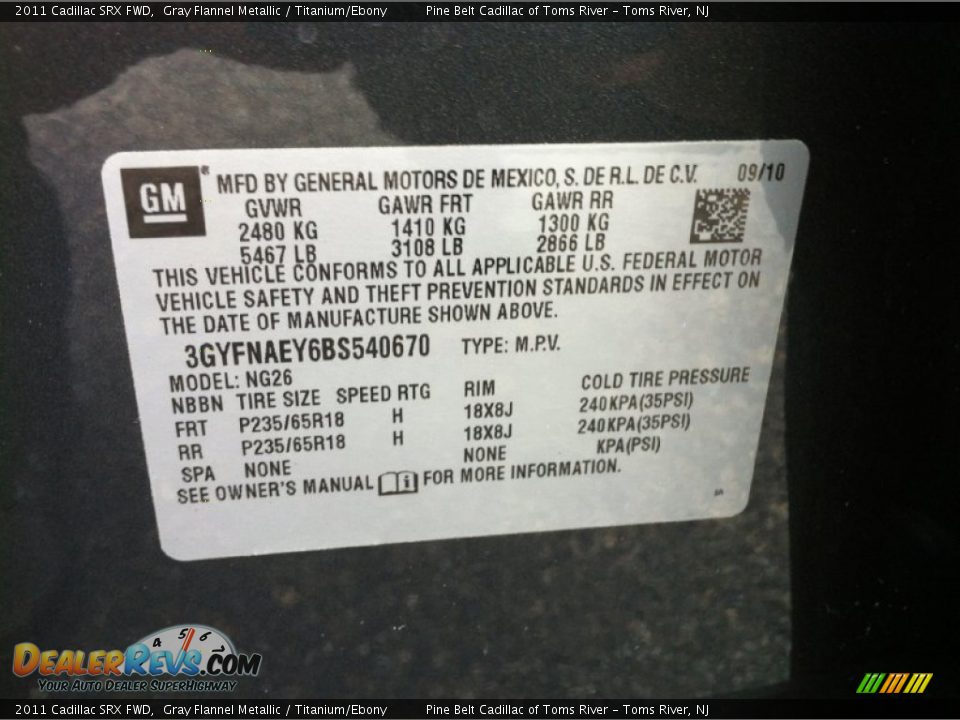 2011 Cadillac SRX FWD, Gray Flannel Metallic / Titanium/Ebony Pine Belt Cadillac of Toms River - Toms River, NJ
GM ® MFD BY GENERAL MOTORS DE MEXICO, S. DE R.L. DE C.V. 09/10
GVWR GAWR FRT GAWR RR
2480 KG 1410 KG 1300 KG
5467 LB 3108 LB 2866 LB
THIS VEHICLE CONFORMS TO ALL APPLICABLE U.S. FEDERAL MOTOR
VEHICLE SAFETY AND THEFT PREVENTION STANDARDS IN EFFECT ON
THE DATE OF MANUFACTURE SHOWN ABOVE.
3GYFNAEY6BS540670 TYPE: M.P.V.
MODEL: NG26
NBBN TIRE SIZE SPEED RTG RIM COLD TIRE PRESSURE
FRT P235/65R18 H 18X8J 240KPA(35PSI)
RR P235/65R18 H 18X8J 240KPA(35PSI)
SPA NONE NONE KPA(PSI)
SEE OWNER'S MANUAL i FOR MORE INFORMATION.
4 5 6
DEALERREVS.COM
YOUR AUTO DEALER SUPERHIGHWAY
2011 Cadillac SRX FWD, Gray Flannel Metallic / Titanium/Ebony Pine Belt Cadillac of Toms River - Toms River, NJ